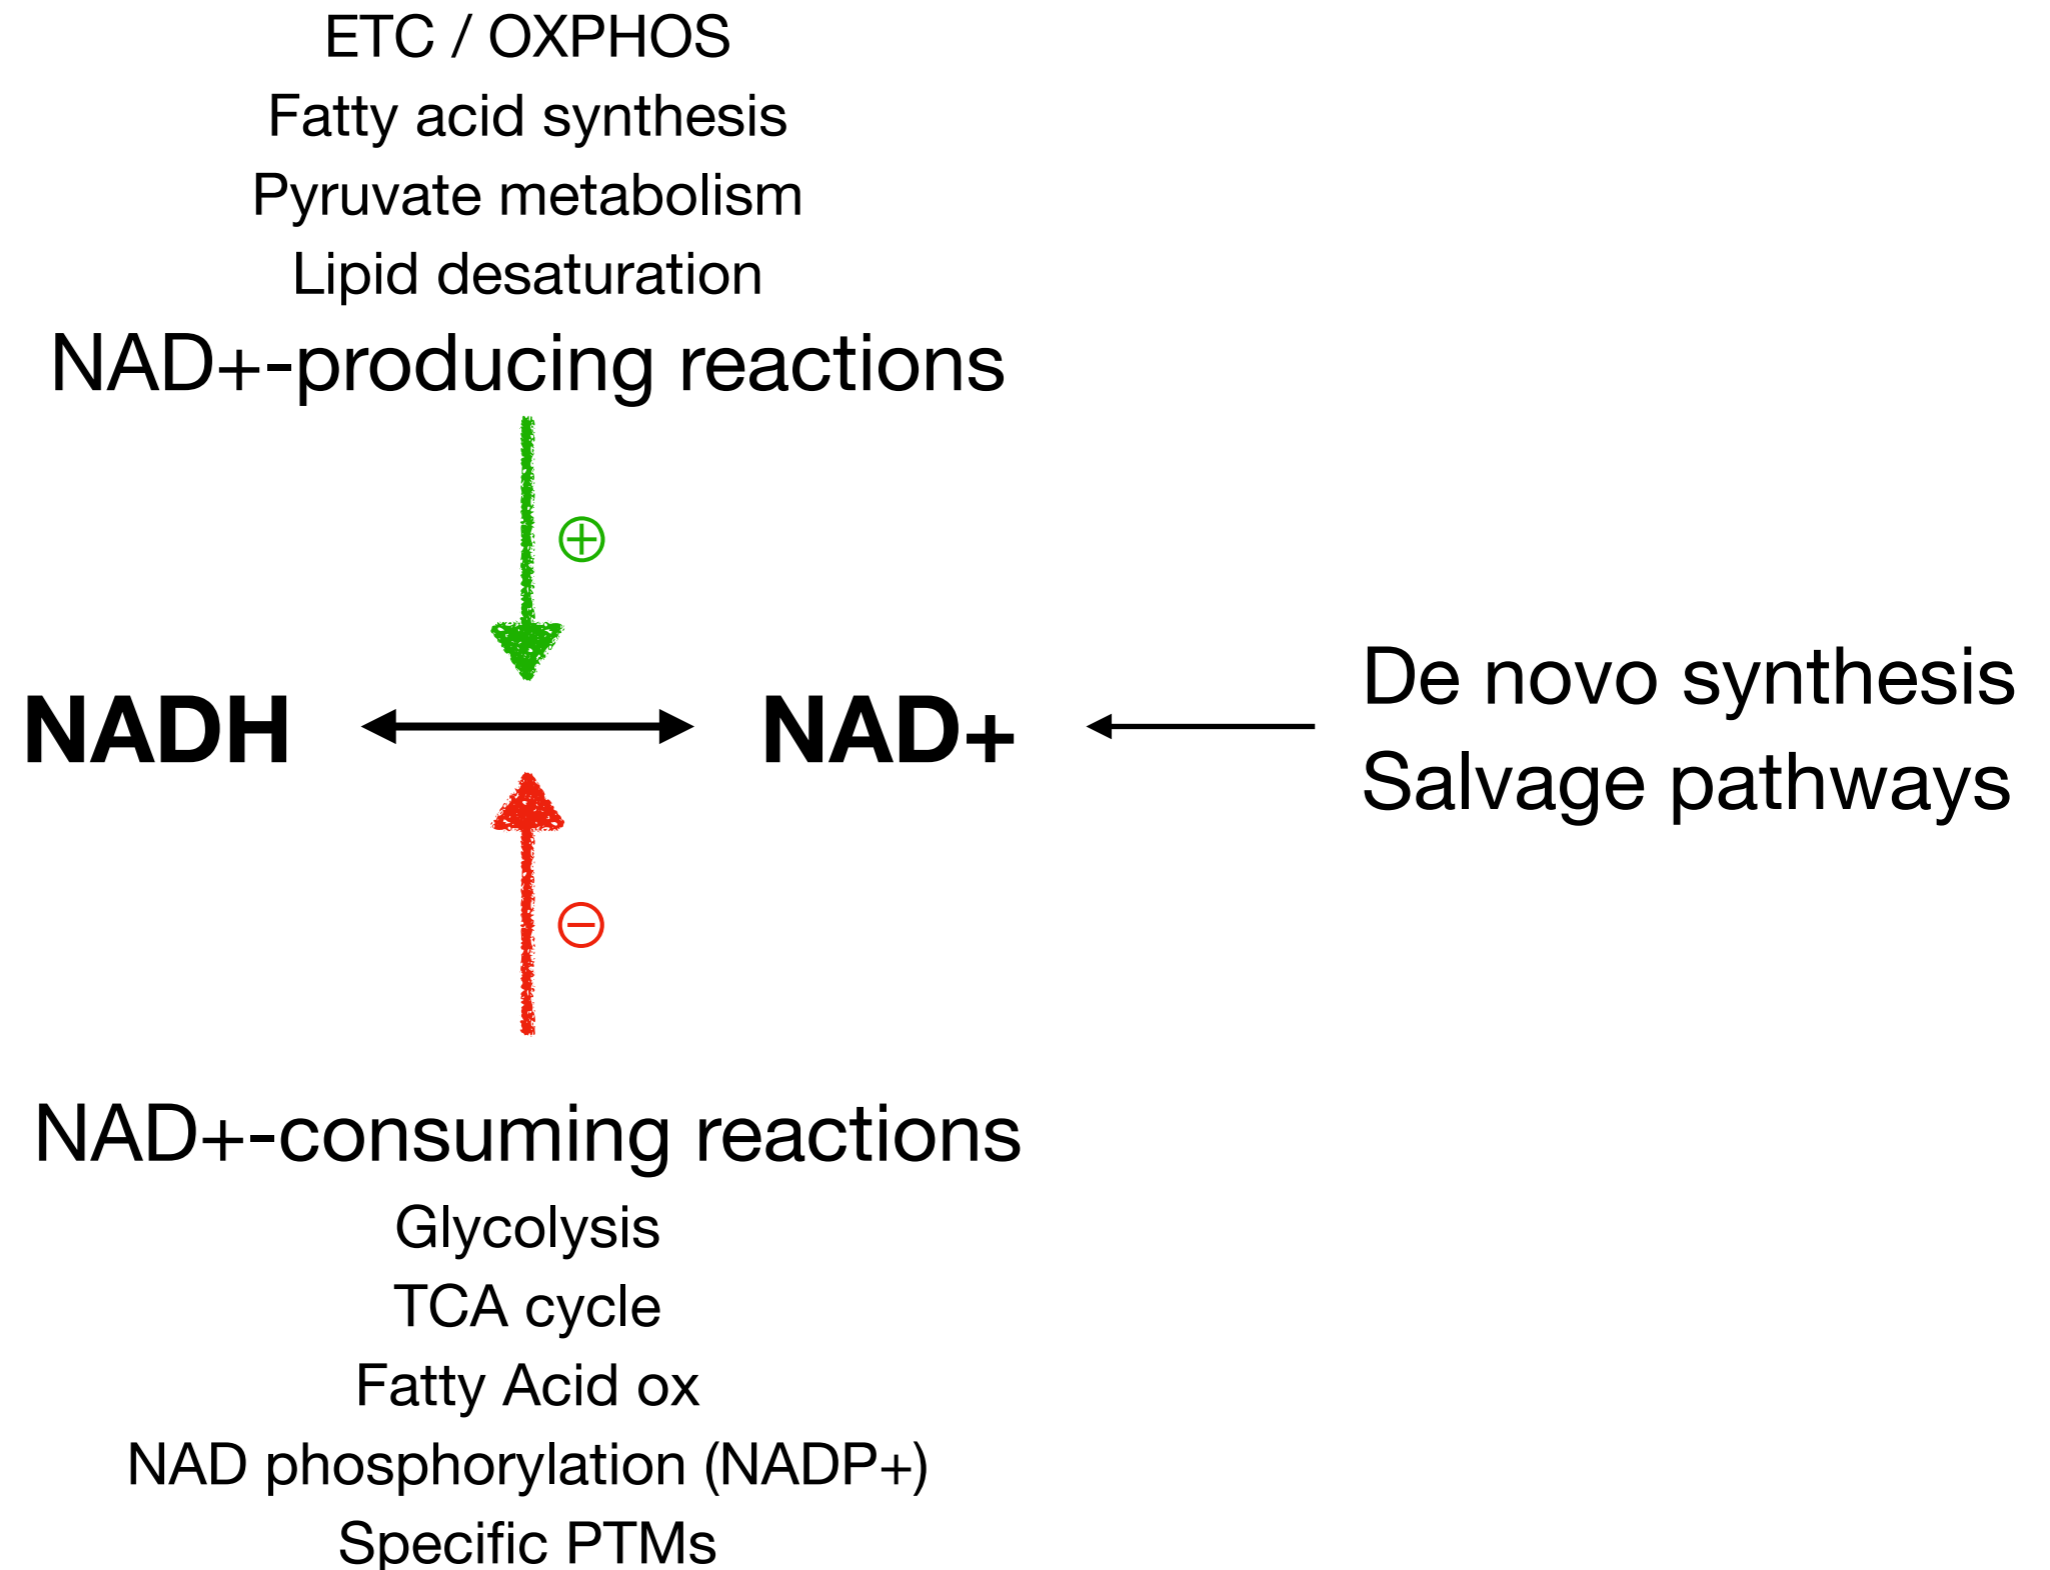 ETC / OXPHOS
Fatty acid synthesis
Pyruvate metabolism
Lipid desaturation
NAD+-producing reactions
⊕
NADH
NAD+
De novo synthesis
Salvage pathways
⊖
NAD+-consuming reactions
Glycolysis
TCA cycle
Fatty Acid ox
NAD phosphorylation (NADP+)
Specific PTMs